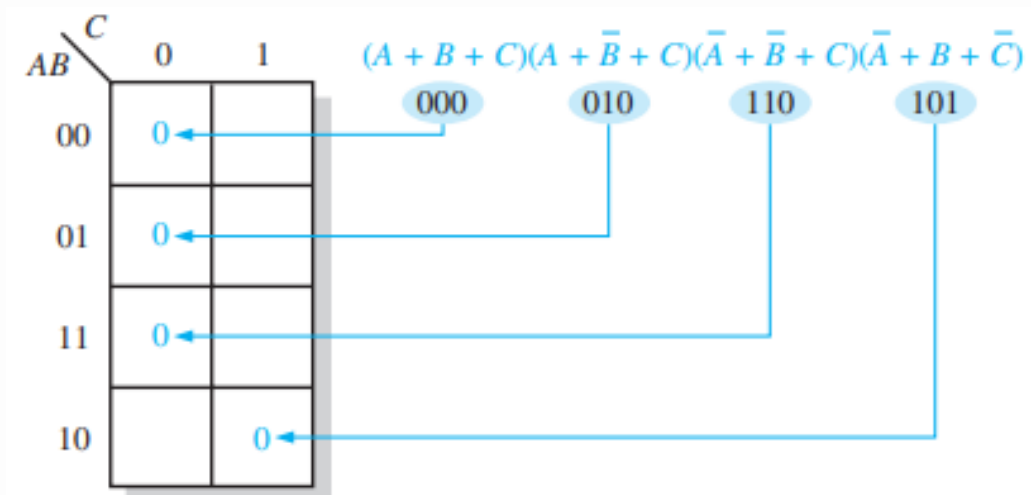 C
AB 0 1 (A + B + C)(A + B̅ + C)(A̅ + B̅ + C)(A̅ + B + C̅)
000 010 110 101
00 0
01 0
11 0
10 0